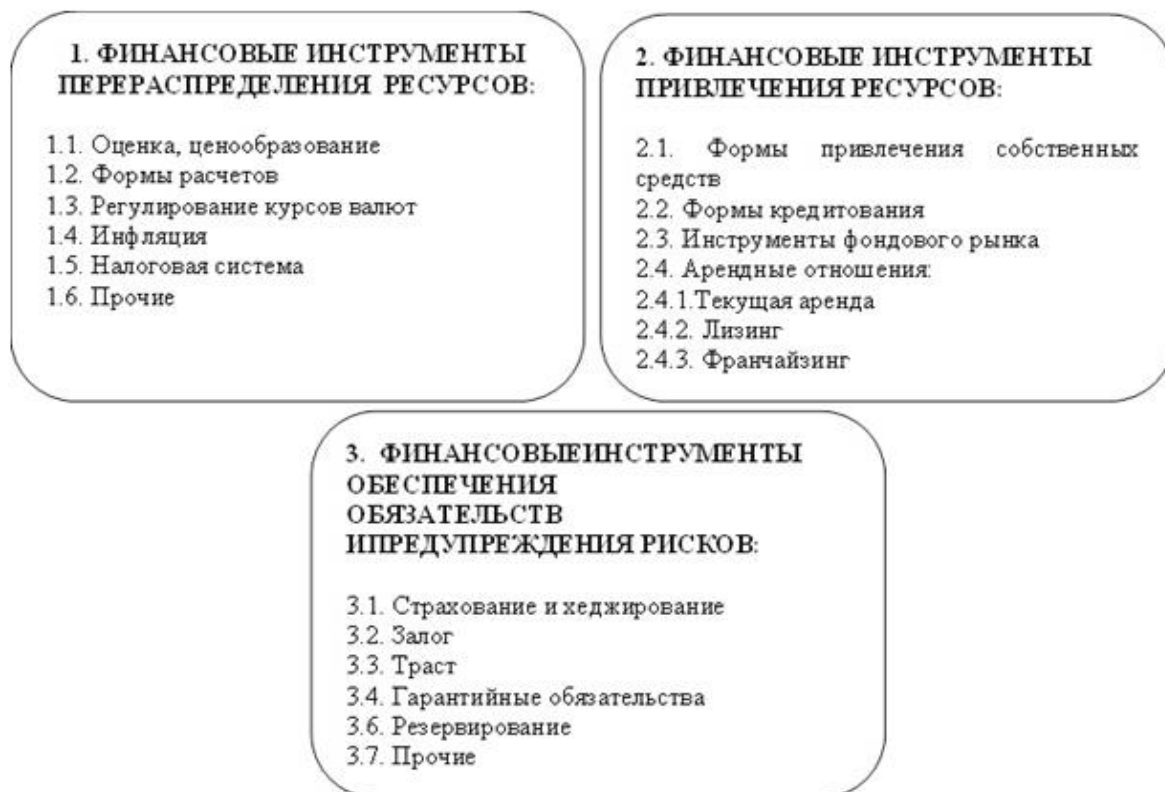 1. ФИНАНСОВЫЕ ИНСТРУМЕНТЫ
ПЕРЕРАСПРЕДЕЛЕНИЯ РЕСУРСОВ:
1.1. Оценка, ценообразование
1.2. Формы расчетов
1.3. Регулирование курсов валют
1.4. Инфляция
1.5. Налоговая система
1.6. Прочие
2. ФИНАНСОВЫЕ ИНСТРУМЕНТЫ
ПРИВЛЕЧЕНИЯ РЕСУРСОВ:
2.1. Формы привлечения собственных
средств
2.2. Формы кредитования
2.3. Инструменты фондового рынка
2.4. Арендные отношения:
2.4.1.Текущая аренда
2.4.2. Лизинг
2.4.3. Франчайзинг
3. ФИНАНСОВЫЕИНСТРУМЕНТЫ
ОБЕСПЕЧЕНИЯ
ОБЯЗАТЕЛЬСТВ
ИПРЕДУПРЕЖДЕНИЯ РИСКОВ:
3.1. Страхование и хеджирование
3.2. Залог
3.3. Траст
3.4. Гарантийные обязательства
3.6. Резервирование
3.7. Прочие